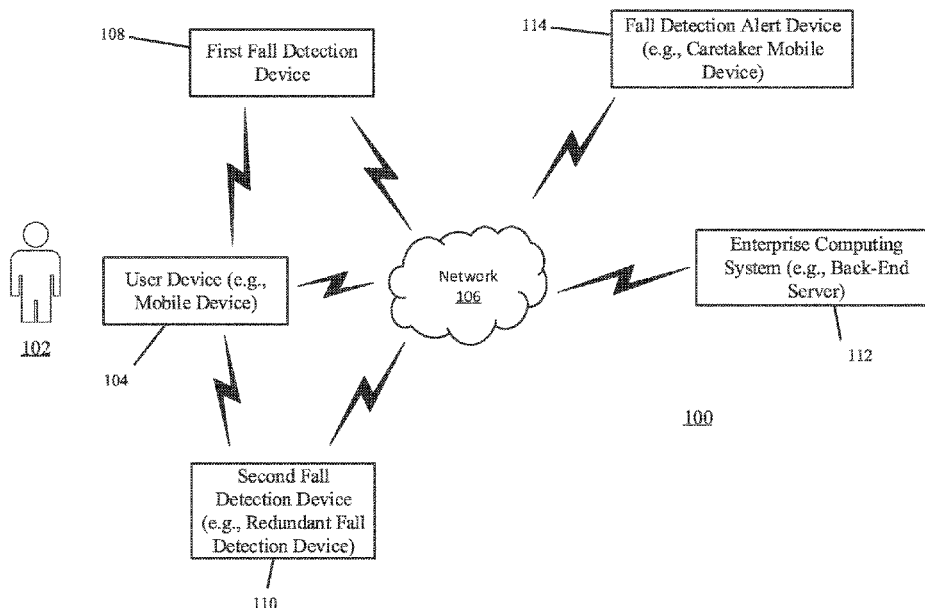 108
First Fall Detection
Device
114
Fall Detection Alert Device
(e.g., Caretaker Mobile
Device)
User Device (e.g.,
Mobile Device)
104
102
Network
106
Enterprise Computing
System (e.g., Back-End
Server)
112
100
Second Fall
Detection Device
(e.g., Redundant Fall
Detection Device)
110